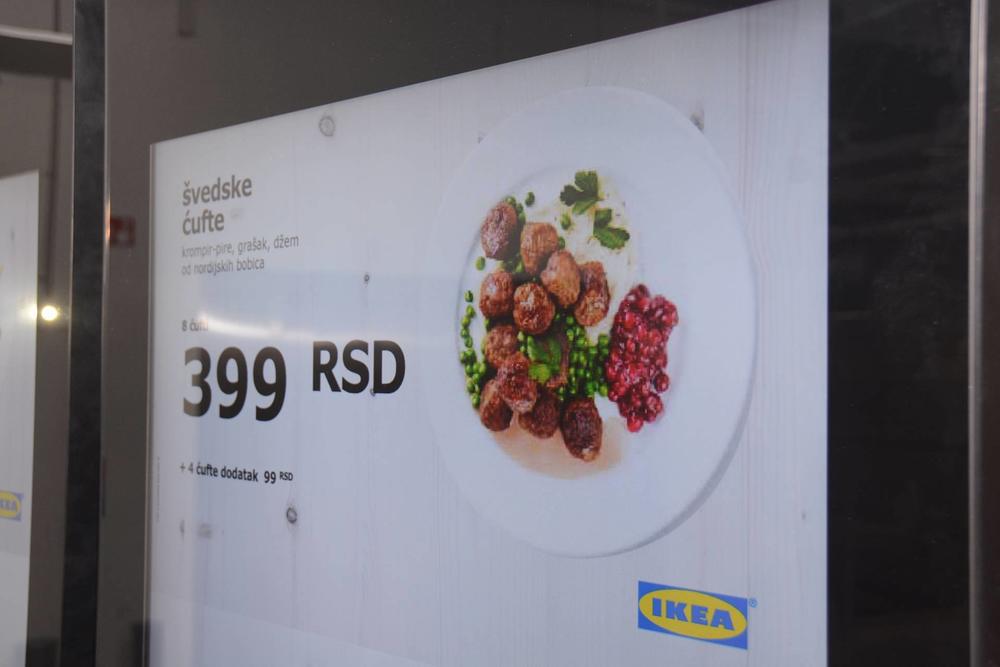 švedske
ćufte
krompir-pire, grašak, džem
od nordijskih bobica
8 ćufti
399 RSD
+ 4 ćufte dodatak 99 RSD
IKEA®